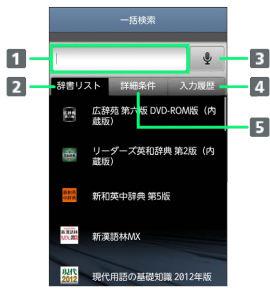 一括検索
1
3
2
辞書リスト
詳細条件
入力履歴
4
5
広辞苑 第六版 DVD-ROM版（内
蔵版）
リーダーズ英和辞典 第2版（内
蔵版）
新和英中辞典 第5版
新漢語林MX
現代
2012
現代用語の基礎知識 2012年版